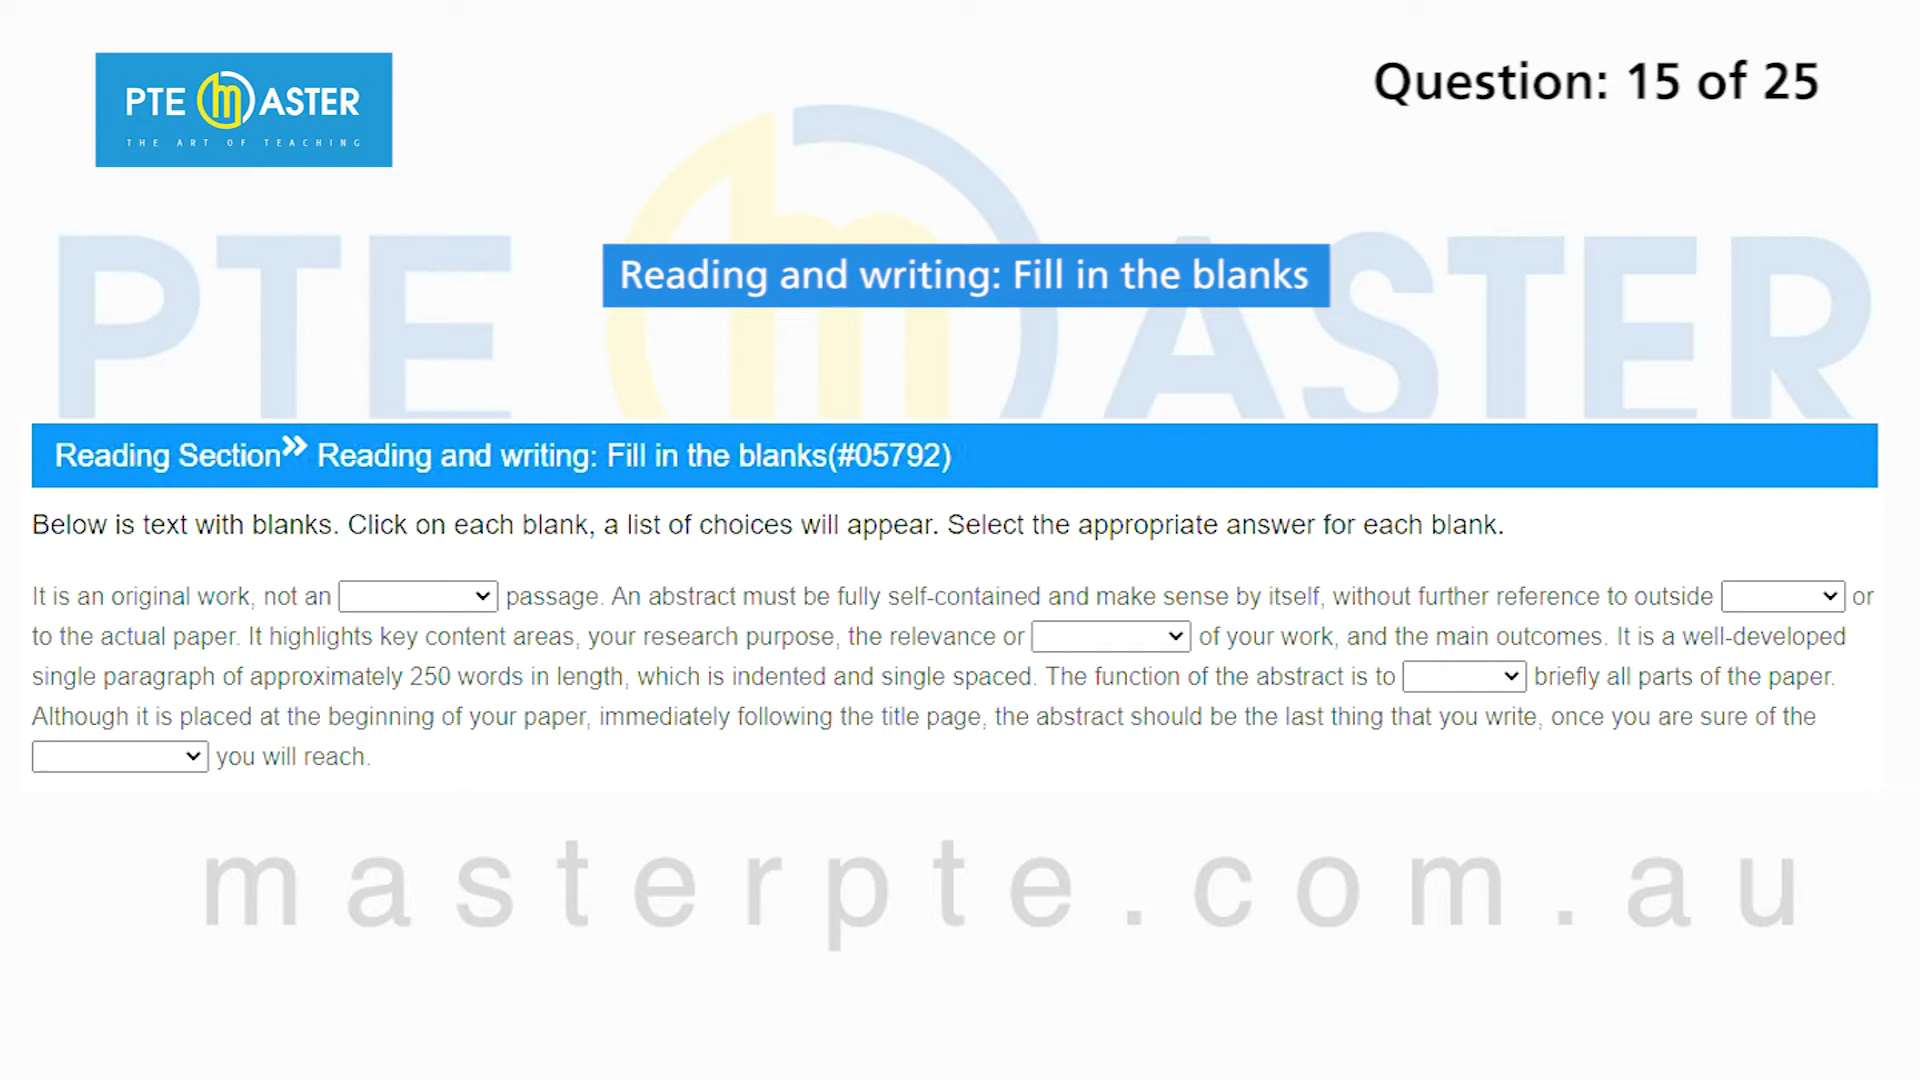 PTE MASTER
THE ART OF TEACHING
Question: 15 of 25
PTE MASTER
Reading and writing: Fill in the blanks
Reading Section» Reading and writing: Fill in the blanks(#05792)
Below is text with blanks. Click on each blank, a list of choices will appear. Select the appropriate answer for each blank.
It is an original work, not an passage. An abstract must be fully self-contained and make sense by itself, without further reference to outside or
to the actual paper. It highlights key content areas, your research purpose, the relevance or of your work, and the main outcomes. It is a well-developed
single paragraph of approximately 250 words in length, which is indented and single spaced. The function of the abstract is to briefly all parts of the paper.
Although it is placed at the beginning of your paper, immediately following the title page, the abstract should be the last thing that you write, once you are sure of the
you will reach.
masterpte.com.au